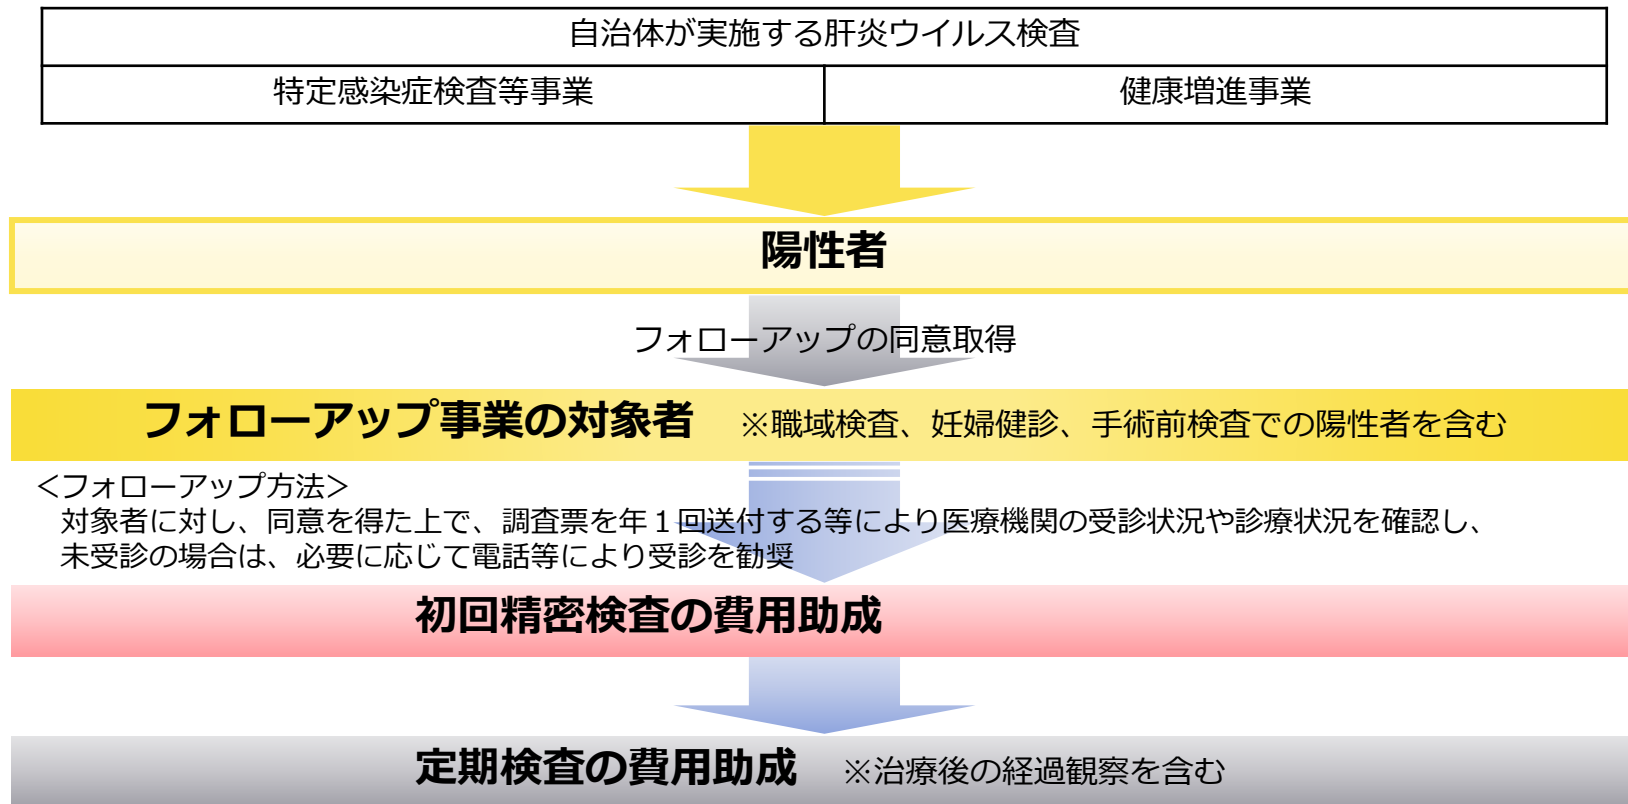 自治体が実施する肝炎ウイルス検査
特定感染症検査等事業
健康増進事業
陽性者
フォローアップの同意取得
フォローアップ事業の対象者 ※職域検査、妊婦健診、手術前検査での陽性者を含む
＜フォローアップ方法＞
対象者に対し、同意を得た上で、調査票を年１回送付する等により医療機関の受診状況や診療状況を確認し、
未受診の場合は、必要に応じて電話等により受診を勧奨
初回精密検査の費用助成
定期検査の費用助成 ※治療後の経過観察を含む